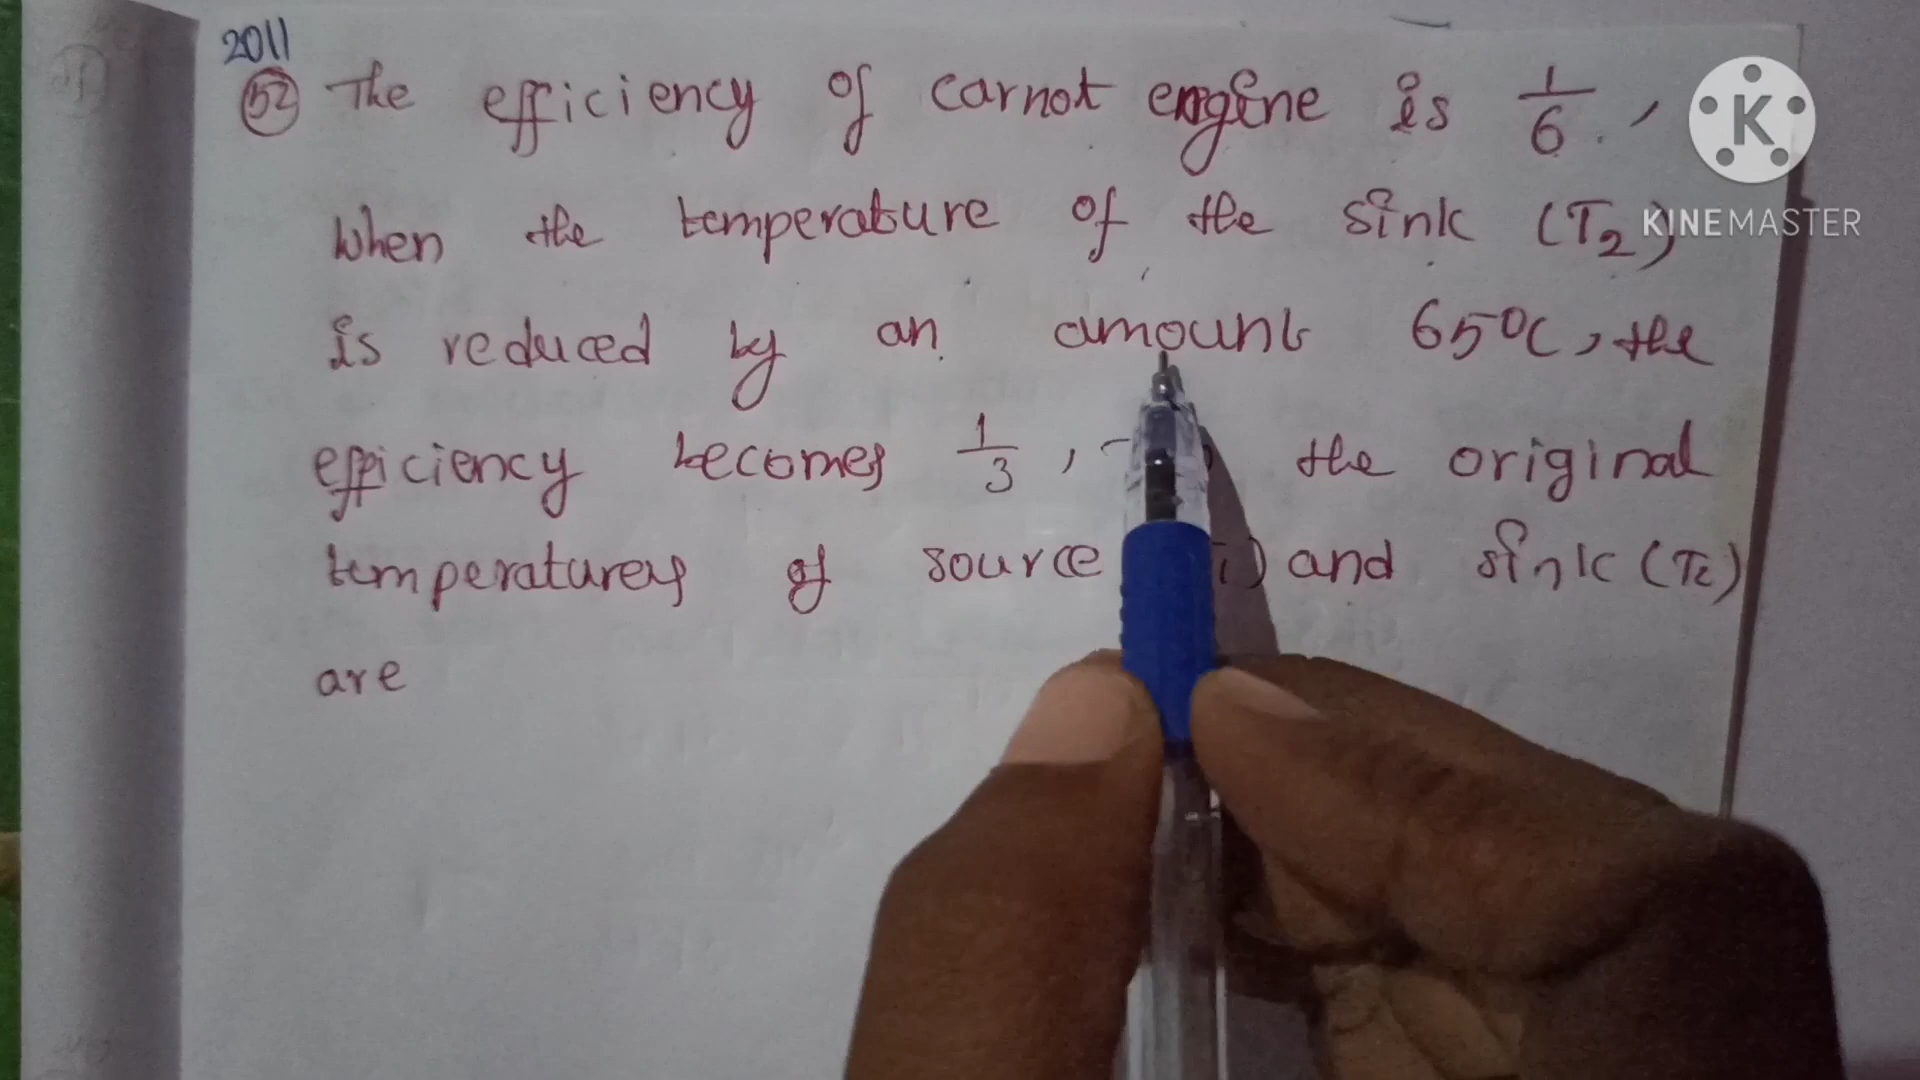 2011
52 The efficiency of carnot engine is 1/6,
K
when the temperature of the sink (T2)
KINEMASTER
is reduced by an amount 65°C, the
efficiency becomes 1/3, the original
temperatures of source and sink (T2)
are